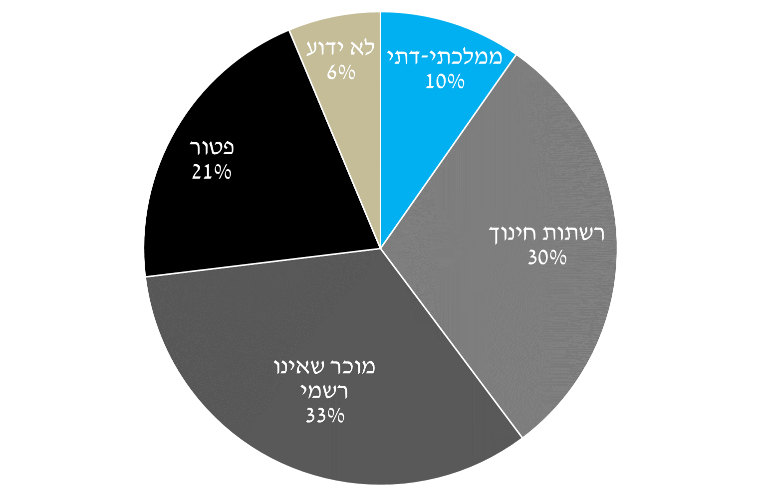 לא ידוע
6%
ממלכתי-דתי
10%
פטור
21%
רשתות חינוך
30%
מוכר שאינו
רשמי
33%